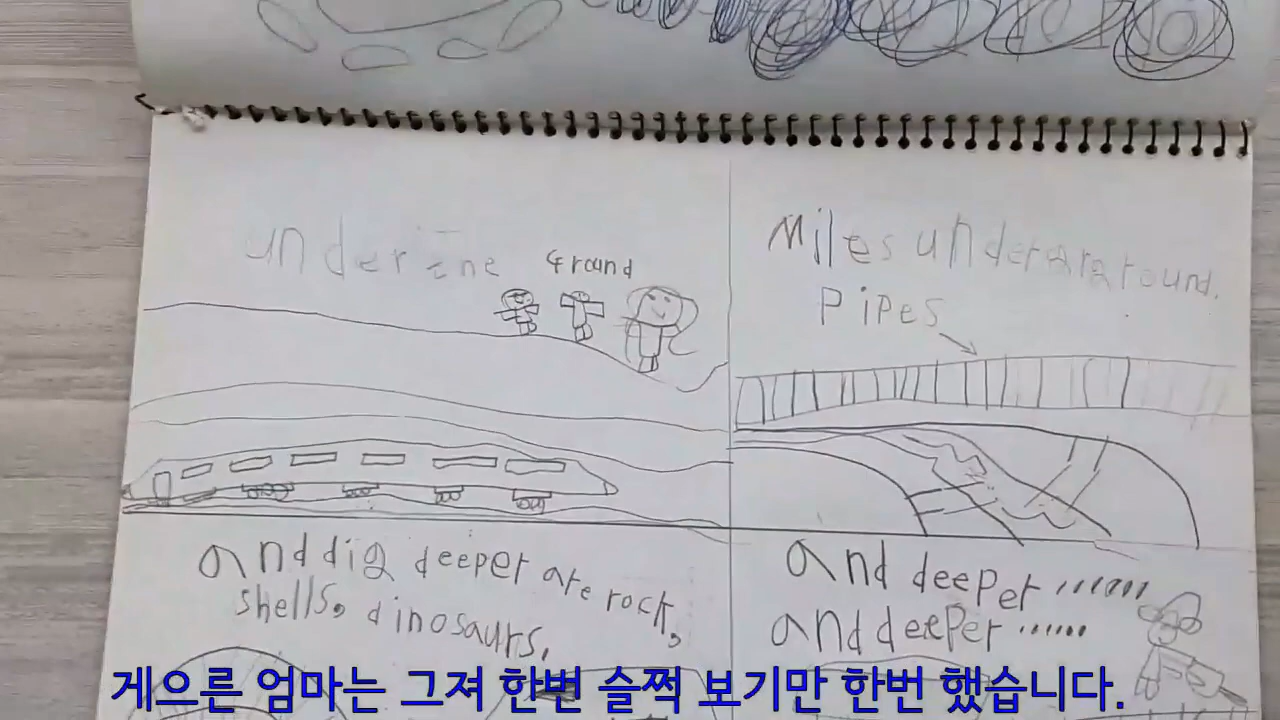 under the Ground
Miles undergraround.
Pipes
and dig deeper are rock,
shells, dinosaurs.
and deeper .......
and deeper ......
게으른 엄마는 그져 한번 슬쩍 보기만 한번 했습니다.